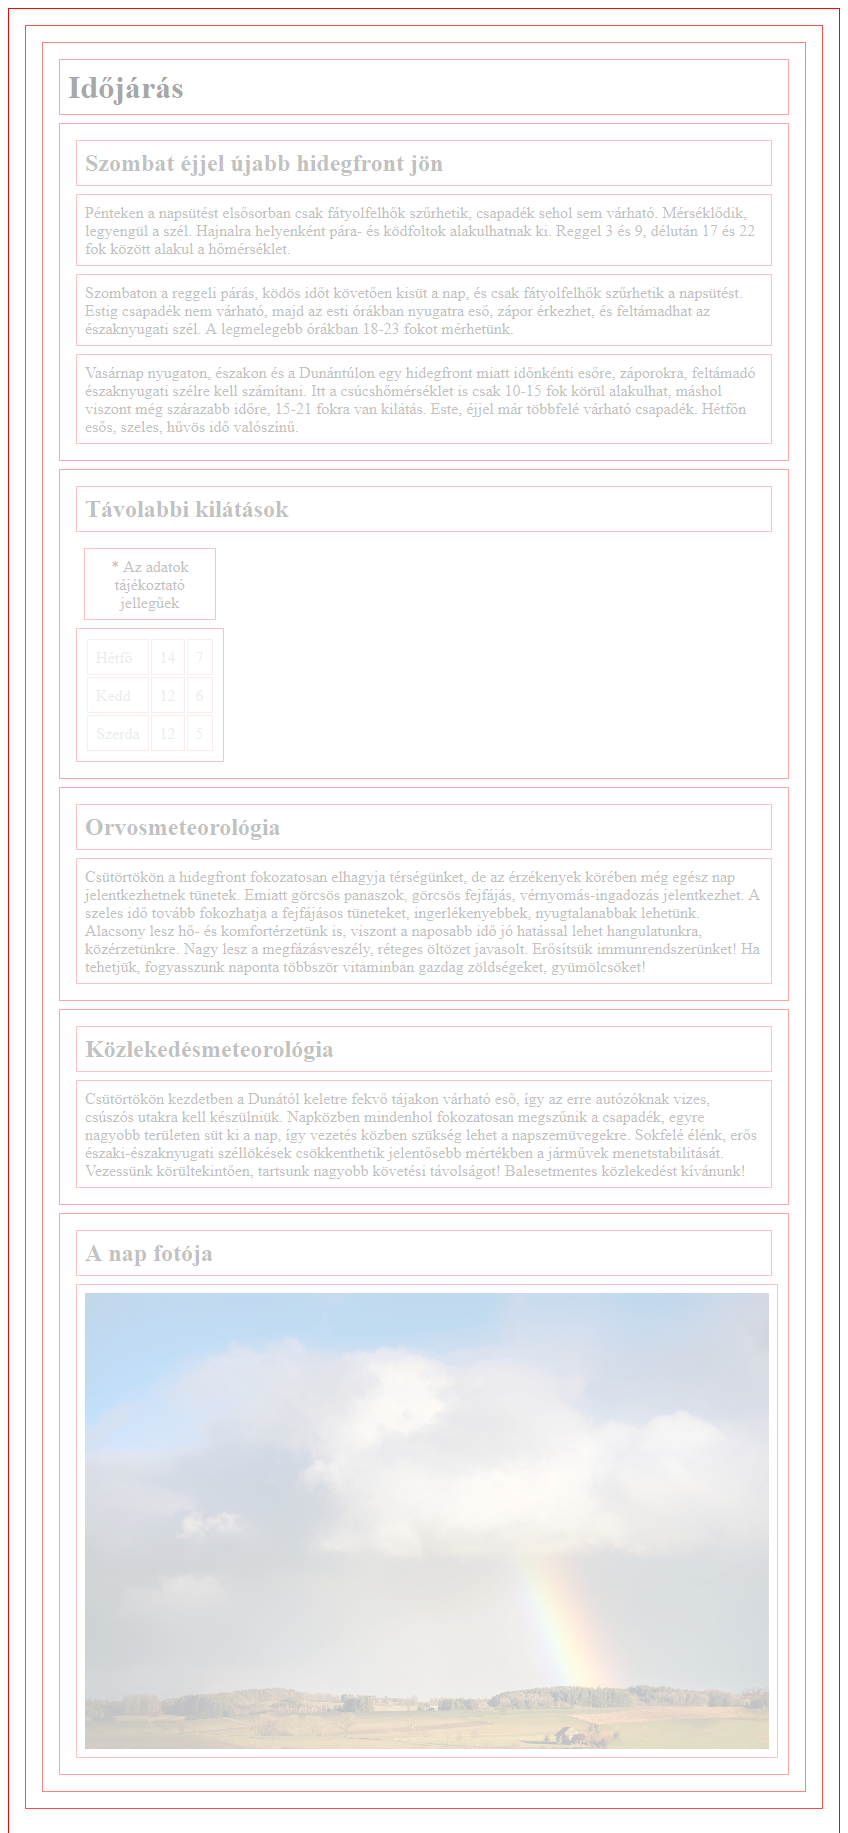 Időjárás
Szombat éjjel újabb hidegfront jön
Pénteken a napsütést elsősorban csak fátyolfelhők szűrhetik, csapadék sehol sem várható. Mérséklődik,
legyengül a szél. Hajnalra helyenként pára- és ködfoltok alakulhatnak ki. Reggel 3 és 9, délután 17 és 22
fok között alakul a hőmérséklet.
Szombaton a reggeli párás, ködös időt követően kisüt a nap, és csak fátyolfelhők szűrhetik a napsütést.
Estig csapadék nem várható, majd az esti órákban nyugatra eső, zápor érkezhet, és feltámadhat az
északnyugati szél. A legmelegebb órákban 18-23 fokot mérhetünk.
Vasárnap nyugaton, északon és a Dunántúlon egy hidegfront miatt időnkénti esőre, záporokra, feltámadó
északnyugati szélre kell számítani. Itt a csúcshőmérséklet is csak 10-15 fok körül alakulhat, máshol
viszont még szárazabb időre, 15-21 fokra van kilátás. Este, éjjel már többfelé várható csapadék. Hétfőn
esős, szeles, hűvös idő valószínű.
Távolabbi kilátások
* Az adatok
tájékoztató
jellegűek
Hétfő 14 7
Kedd 12 6
Szerda 12 5
Orvosmeteorológia
Csütörtökön a hidegfront fokozatosan elhagyja térségünket, de az érzékenyek körében még egész nap
jelentkezhetnek tünetek. Emiatt görcsös panaszok, görcsös fejfájás, vérnyomás-ingadozás jelentkezhet. A
szeles idő tovább fokozhatja a fejfájásos tüneteket, ingerlékenyebbek, nyugtalanabbak lehetünk.
Alacsony lesz hő- és komfortérzetünk is, viszont a naposabb idő jó hatással lehet hangulatunkra,
közérzetünkre. Nagy lesz a megfázásveszély, réteges öltözet javasolt. Erősítsük immunrendszerünket! Ha
tehetjük, fogyasszunk naponta többször vitaminban gazdag zöldségeket, gyümölcsöket!
Közlekedésmeteorológia
Csütörtökön kezdetben a Dunától keletre fekvő tájakon várható eső, így az erre autózóknak vizes,
csúszós utakra kell készülniük. Napközben mindenhol fokozatosan megszűnik a csapadék, egyre
nagyobb területen süt ki a nap, így vezetés közben szükség lehet a napszemüvegekre. Sokfelé élénk, erős
északi-északnyugati széllökések csökkenthetik jelentősebb mértékben a járművek menetstabilitását.
Vezessünk körültekintően, tartsunk nagyobb követési távolságot! Balesetmentes közlekedést kívánunk!
A nap fotója